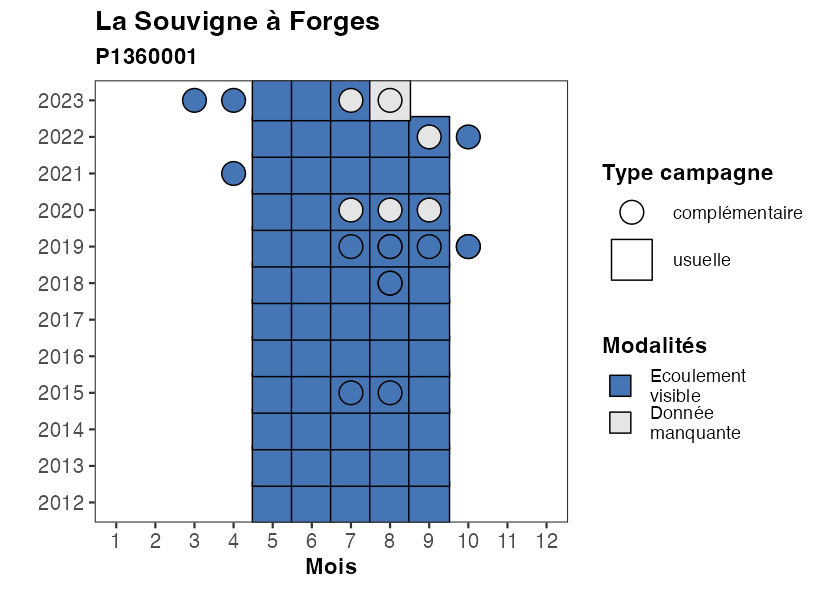 La Souvigne à Forges
P1360001
2023
2022
2021
2020
2019
2018
2017
2016
2015
2014
2013
2012
1 2 3 4 5 6 7 8 9 10 11 12
Mois
Type campagne
complémentaire
usuelle
Modalités
Ecoulement
visible
Donnée
manquante